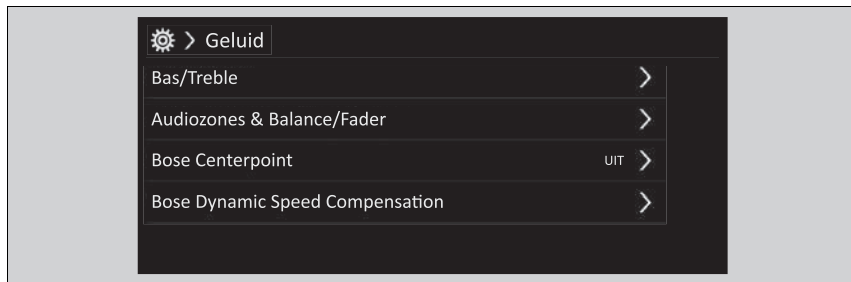 Geluid
Bas/Treble
Audiozones & Balance/Fader
Bose Centerpoint UIT
Bose Dynamic Speed Compensation